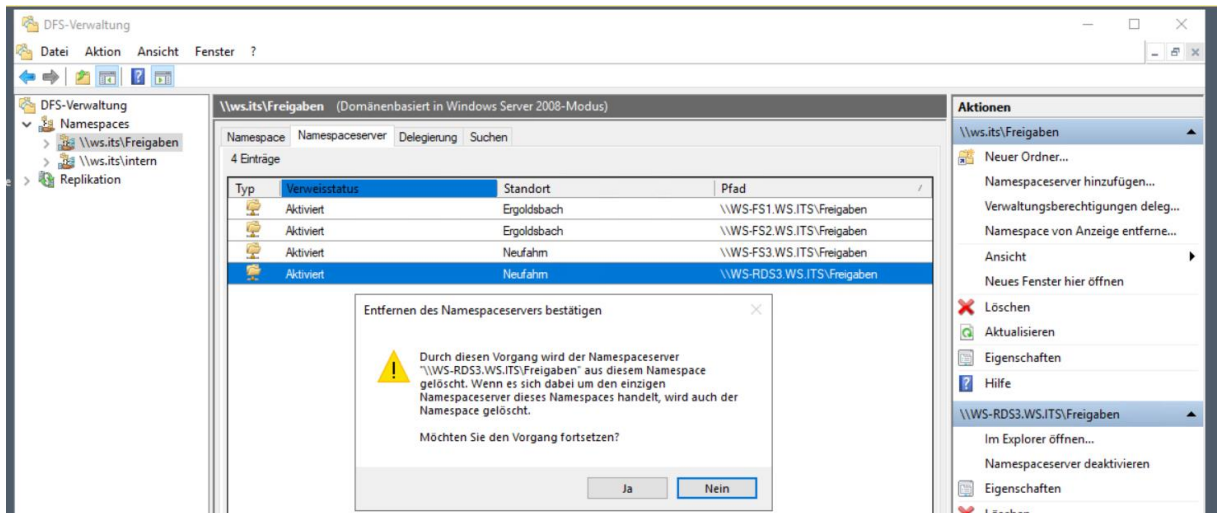 DFS-Verwaltung
Datei Aktion Ansicht Fenster ?
DFS-Verwaltung
Namespaces
\\ws.its\Freigaben
\\ws.its\intern
Replikation
\\ws.its\Freigaben (Domänenbasiert in Windows Server 2008-Modus)
Namespace Namespaceserver Delegierung Suchen
4 Einträge
Typ Verweisstatus Standort Pfad
Aktiviert Ergoldsbach \\WS-FS1.WS.ITS\Freigaben
Aktiviert Ergoldsbach \\WS-FS2.WS.ITS\Freigaben
Aktiviert Neufahrn \\WS-FS3.WS.ITS\Freigaben
Aktiviert Neufahrn \\WS-RDS3.WS.ITS\Freigaben
Entfernen des Namespaceservers bestätigen
Durch diesen Vorgang wird der Namespaceserver
"\\WS-RDS3.WS.ITS\Freigaben" aus diesem Namespace
gelöscht. Wenn es sich dabei um den einzigen
Namespaceserver dieses Namespaces handelt, wird auch der
Namespace gelöscht.
Möchten Sie den Vorgang fortsetzen?
Ja Nein
Aktionen
\\ws.its\Freigaben
Neuer Ordner...
Namespaceserver hinzufügen...
Verwaltungsberechtigungen deleg...
Namespace von Anzeige entferne...
Ansicht
Neues Fenster hier öffnen
Löschen
Aktualisieren
Eigenschaften
Hilfe
\\WS-RDS3.WS.ITS\Freigaben
Im Explorer öffnen...
Namespaceserver deaktivieren
Eigenschaften
Löschen